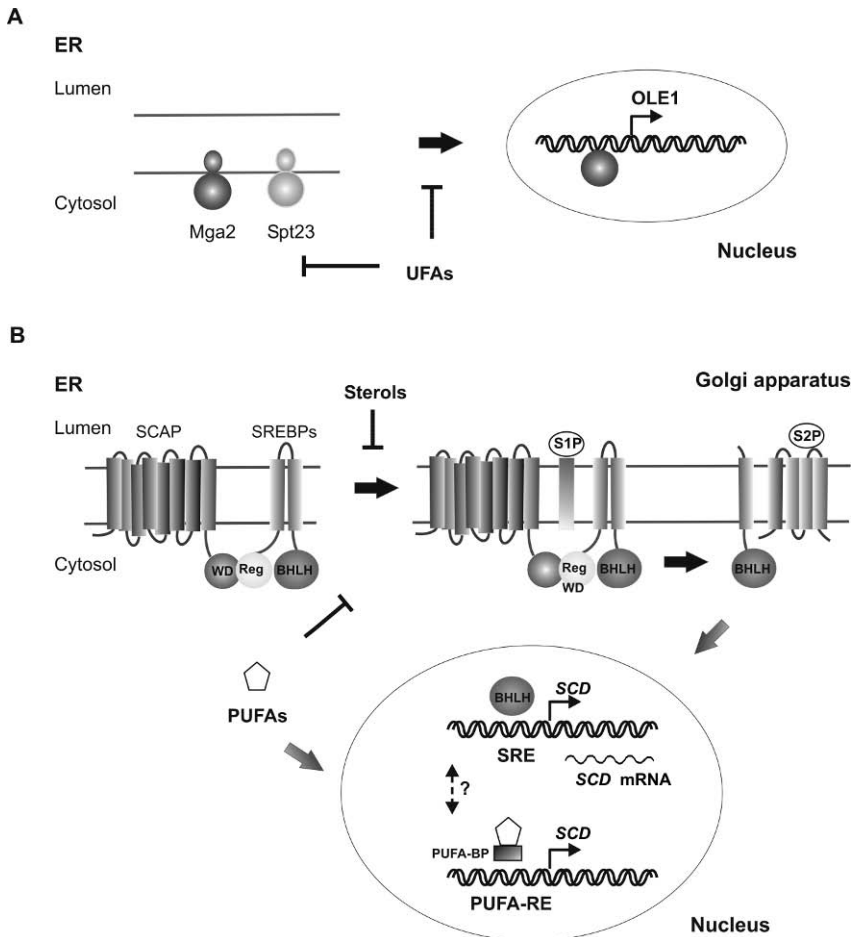 A
ER
Lumen
OLE1
Cytosol
Mga2 Spt23
UFAs
Nucleus
B
ER
Sterols
Golgi apparatus
Lumen
SCAP
SREBPs
S1P
S2P
Cytosol
WD Reg BHLH
Reg BHLH
WD
BHLH
PUFAs
BHLH
SCD
SRE
SCD mRNA
?
SCD
PUFA-BP
PUFA-RE
Nucleus